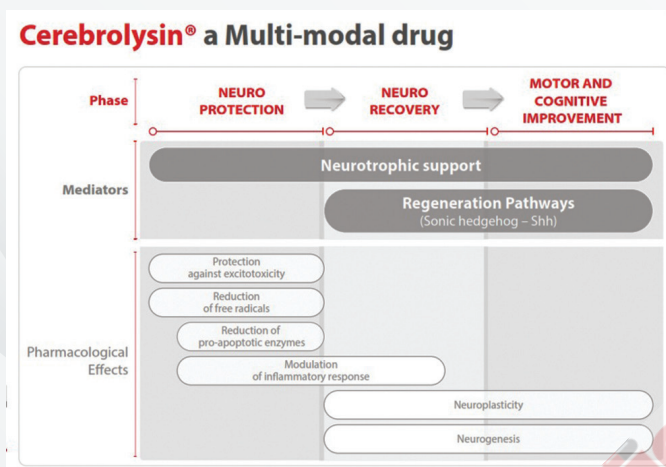 Cerebrolysin® a Multi-modal drug
Phase
NEURO
PROTECTION
NEURO
RECOVERY
MOTOR AND
COGNITIVE
IMPROVEMENT
Mediators
Neurotrophic support
Regeneration Pathways
(Sonic hedgehog – Shh)
Pharmacological
Effects
Protection
against excitotoxicity
Reduction
of free radicals
Reduction of
pro-apoptotic enzymes
Modulation
of inflammatory response
Neuroplasticity
Neurogenesis